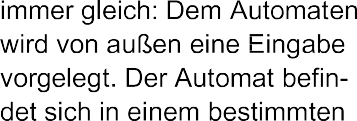 immer gleich: Dem Automaten
wird von außen eine Eingabe
vorgelegt. Der Automat befin-
det sich in einem bestimmten